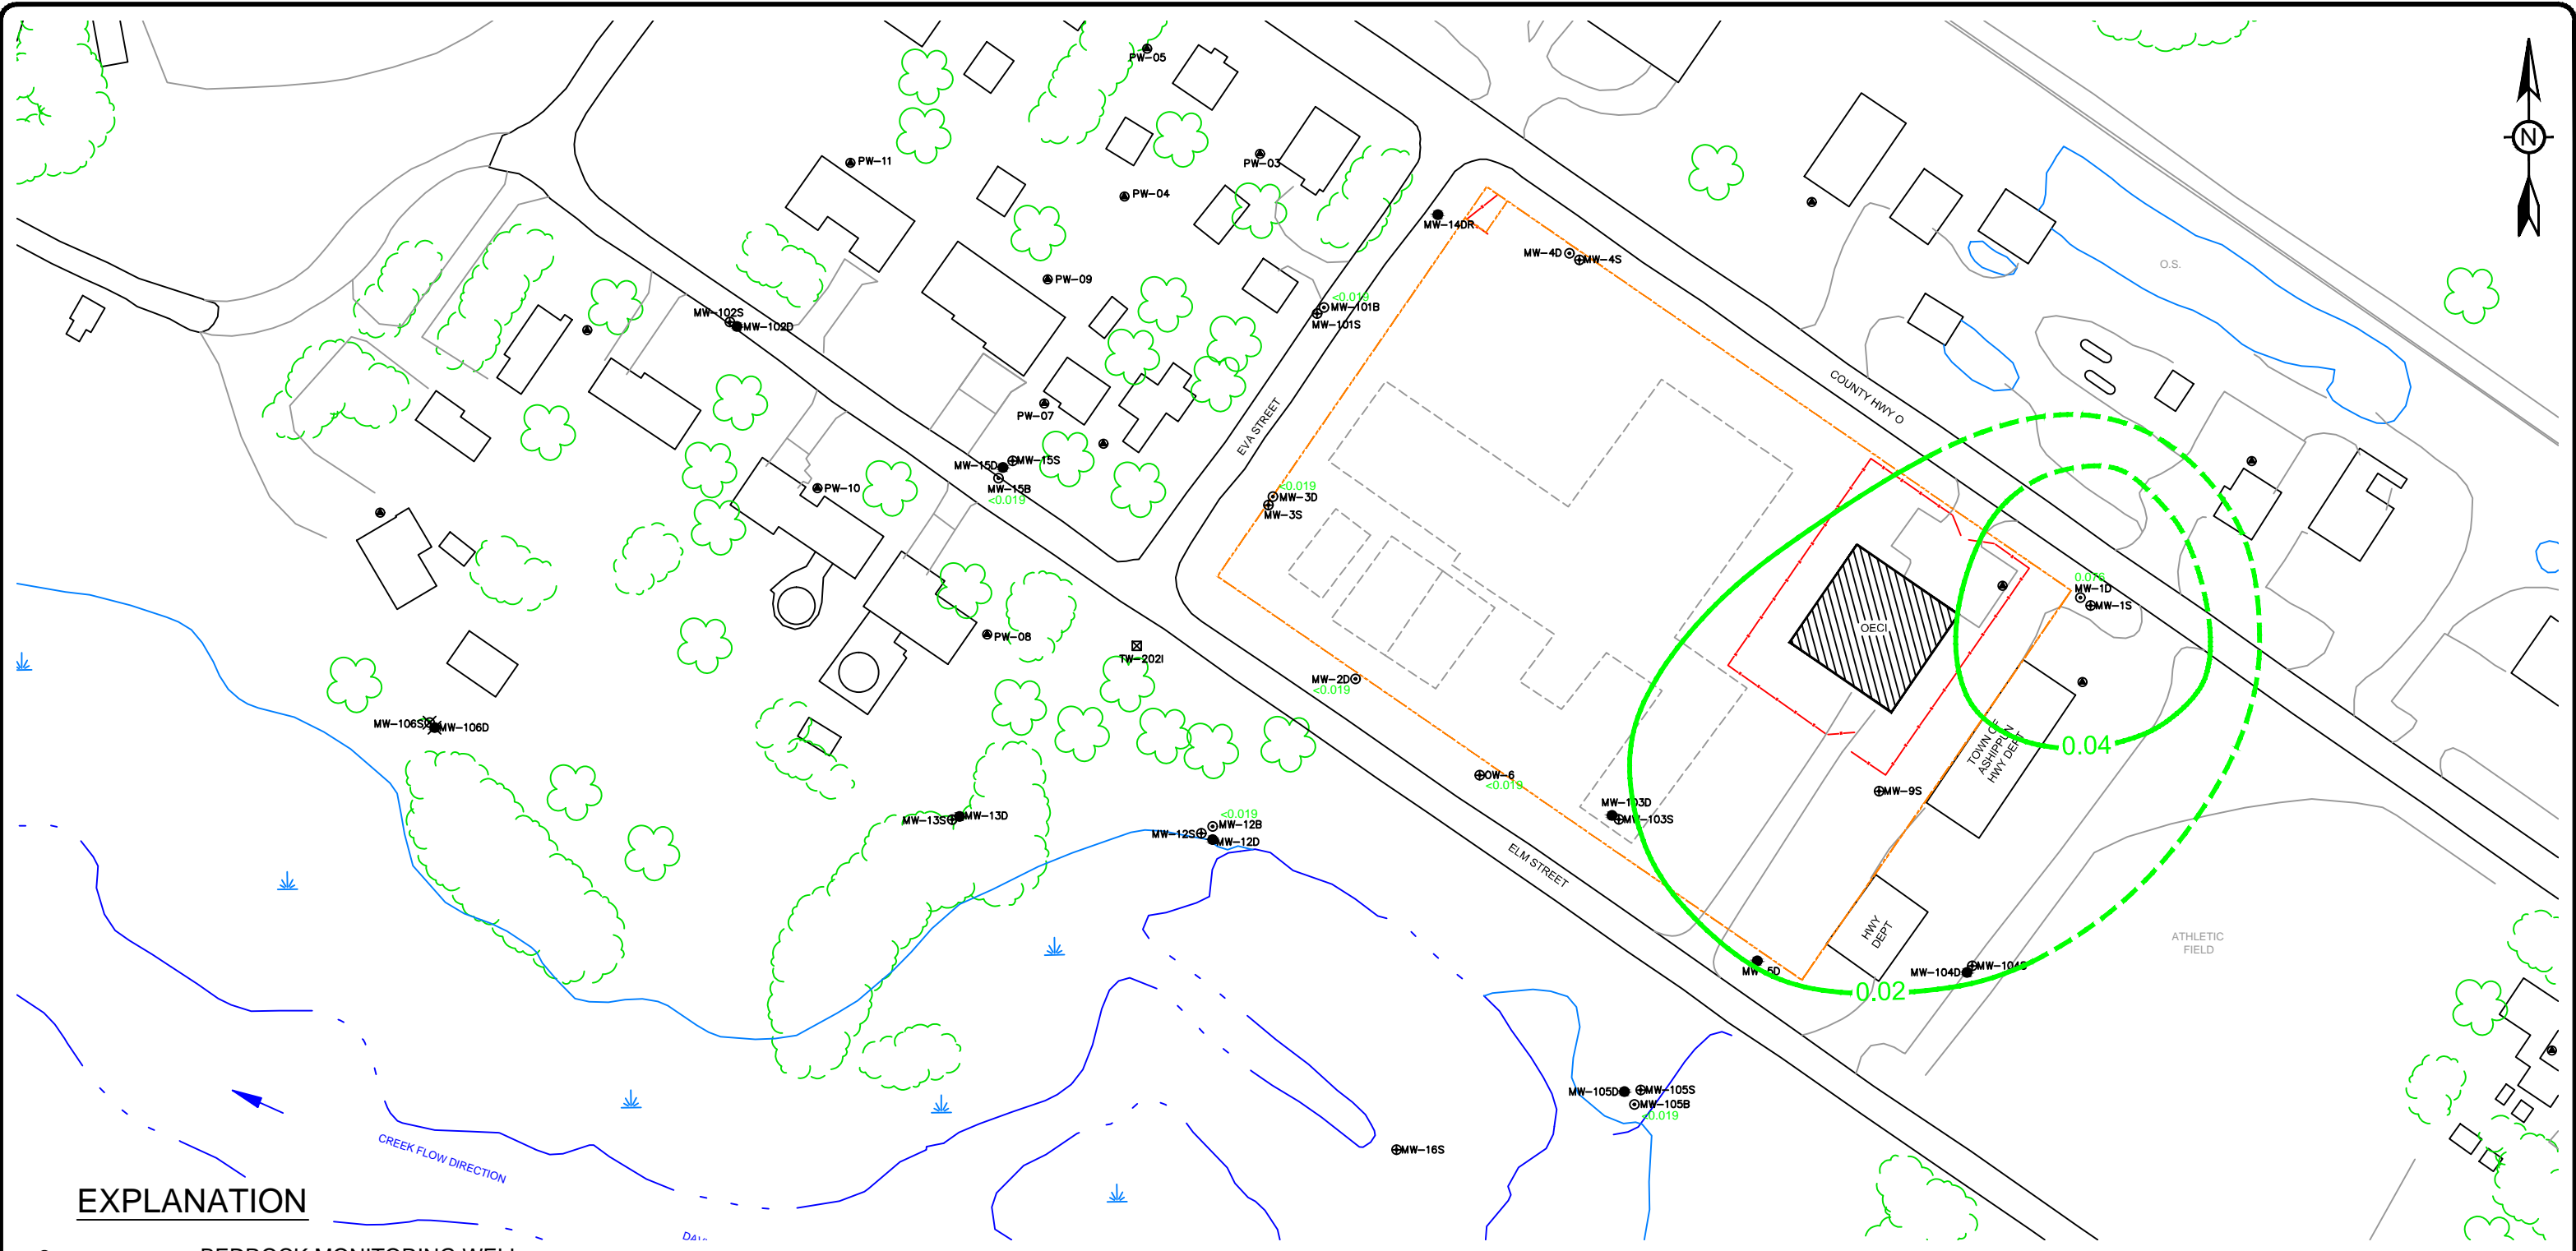 PW-05
N
PW-11
PW-03
PW-04
MW-14DR
MW-4D
MW-4S
O.S.
PW-09
<0.019
MW-101B
MW-101S
MW-102S
MW-102D
COUNTY HWY O
PW-07
EVA STREET
MW-15D
MW-15S
MW-15B
<0.019
PW-10
<0.019
MW-3D
MW-3S
0.076
MW-1D
MW-1S
OECI
PW-08
TW-202I
MW-2D
<0.019
MW-106S
MW-106D
TOWN OF
ASHIPPUN
HWY DEPT
0.04
OW-6
<0.019
MW-9S
MW-103D
MW-103S
MW-13S
MW-13D
<0.019
MW-12B
MW-12S
MW-12D
ELM STREET
HWY
DEPT
ATHLETIC
FIELD
MW-5D
MW-104D
MW-104S
0.02
MW-105D
MW-105S
MW-105B
<0.019
MW-16S
CREEK FLOW DIRECTION
EXPLANATION
BEDROCK MONITORING WELL